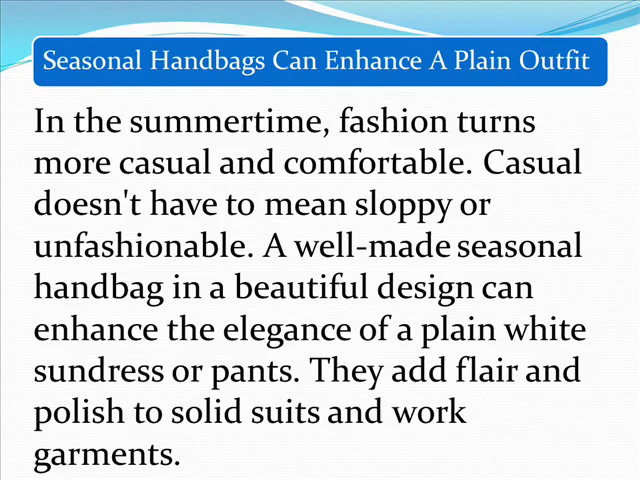 Seasonal Handbags Can Enhance A Plain Outfit
In the summertime, fashion turns
more casual and comfortable. Casual
doesn't have to mean sloppy or
unfashionable. A well-made seasonal
handbag in a beautiful design can
enhance the elegance of a plain white
sundress or pants. They add flair and
polish to solid suits and work
garments.